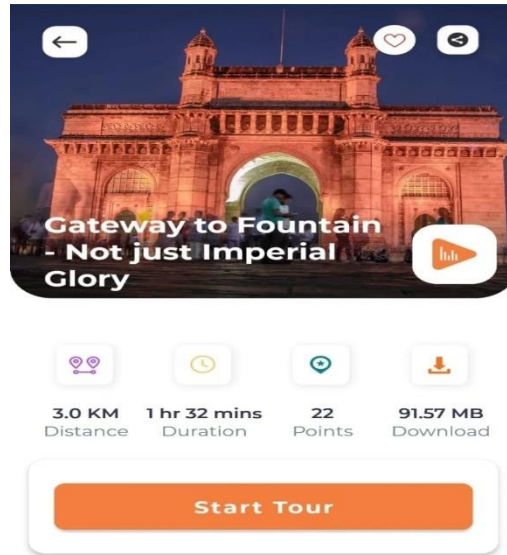 Gateway to Fountain
- Not just Imperial
Glory
3.0 KM
Distance
1 hr 32 mins
Duration
22
Points
91.57 MB
Download
Start Tour